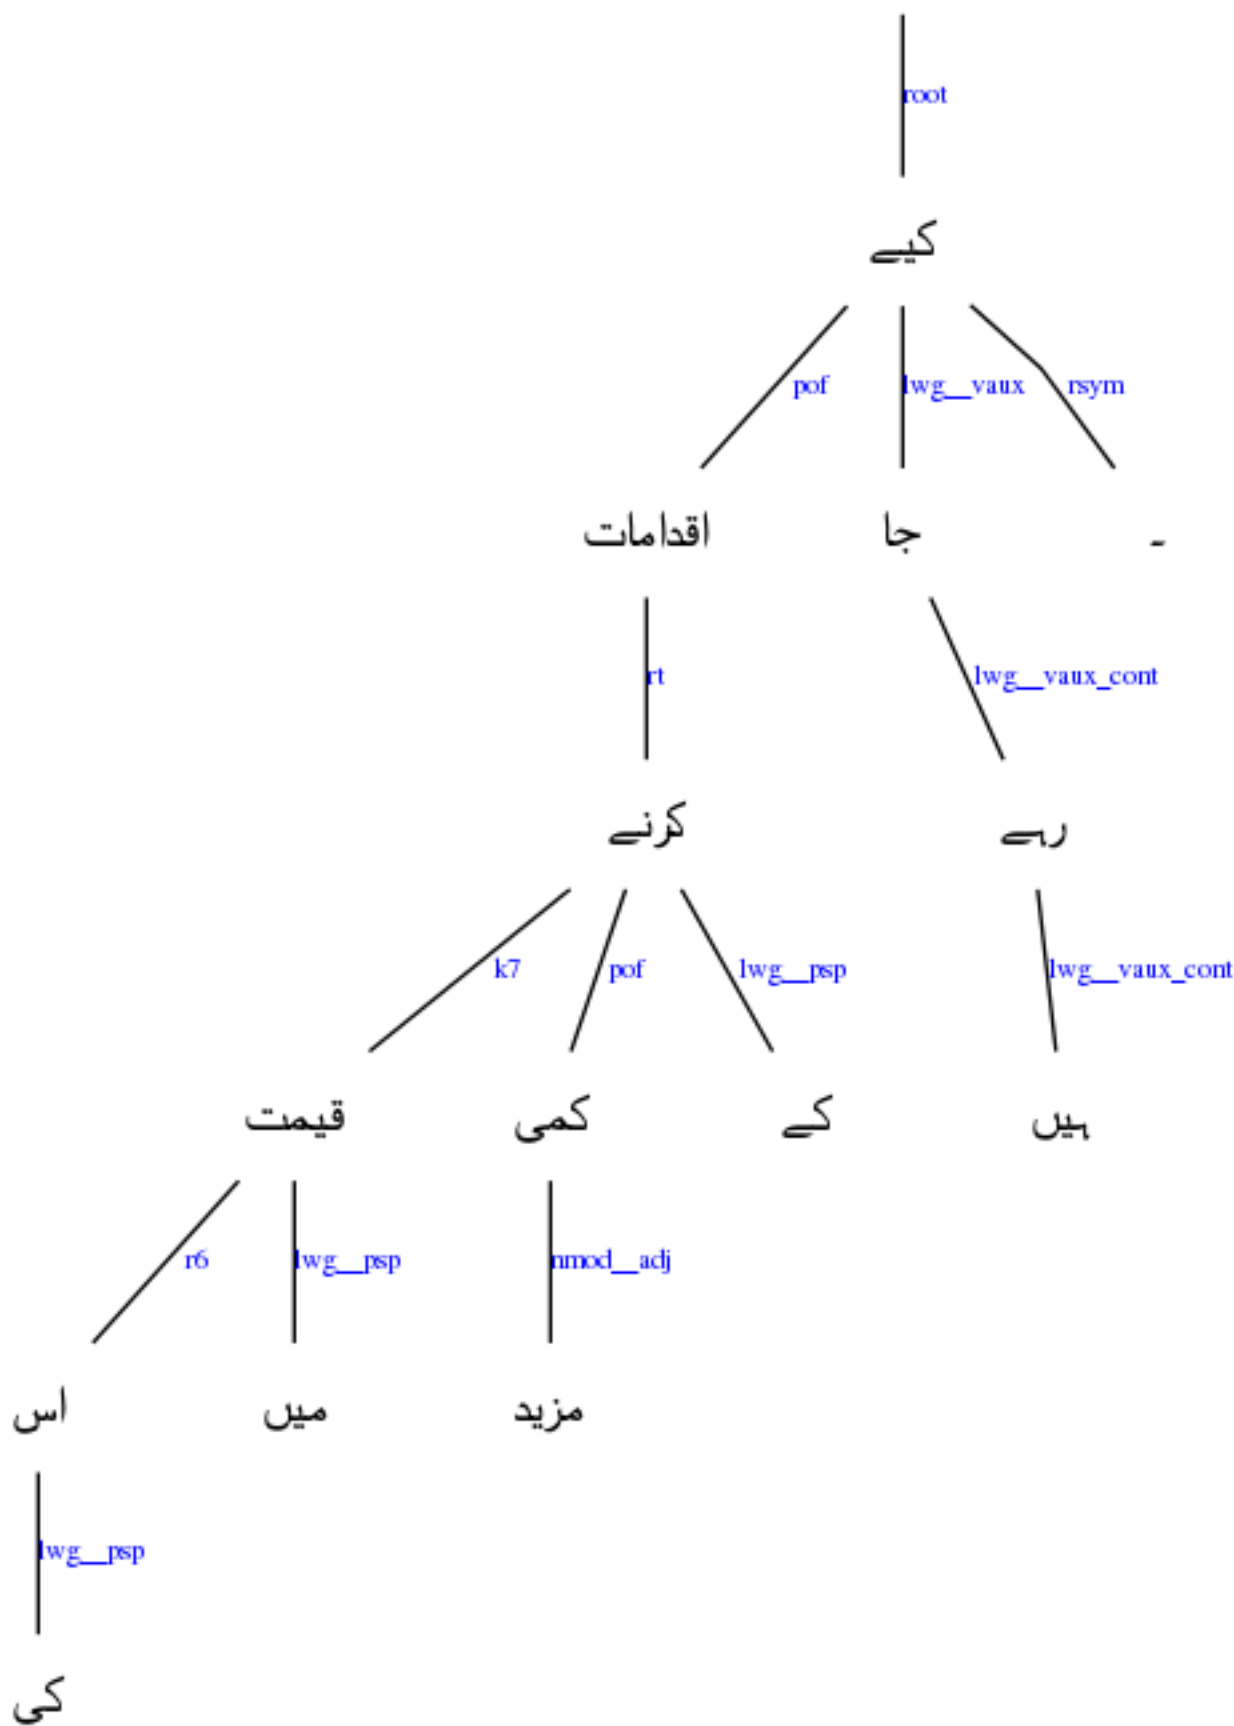 root
کیے
pof lwg__vaux rsym
اقدامات جا ۔
rt lwg__vaux_cont
کرنے رہے
k7 pof lwg__psp lwg__vaux_cont
قیمت کمی کے ہیں
r6 lwg__psp nmod__adj
اس میں مزید
lwg__psp
کی